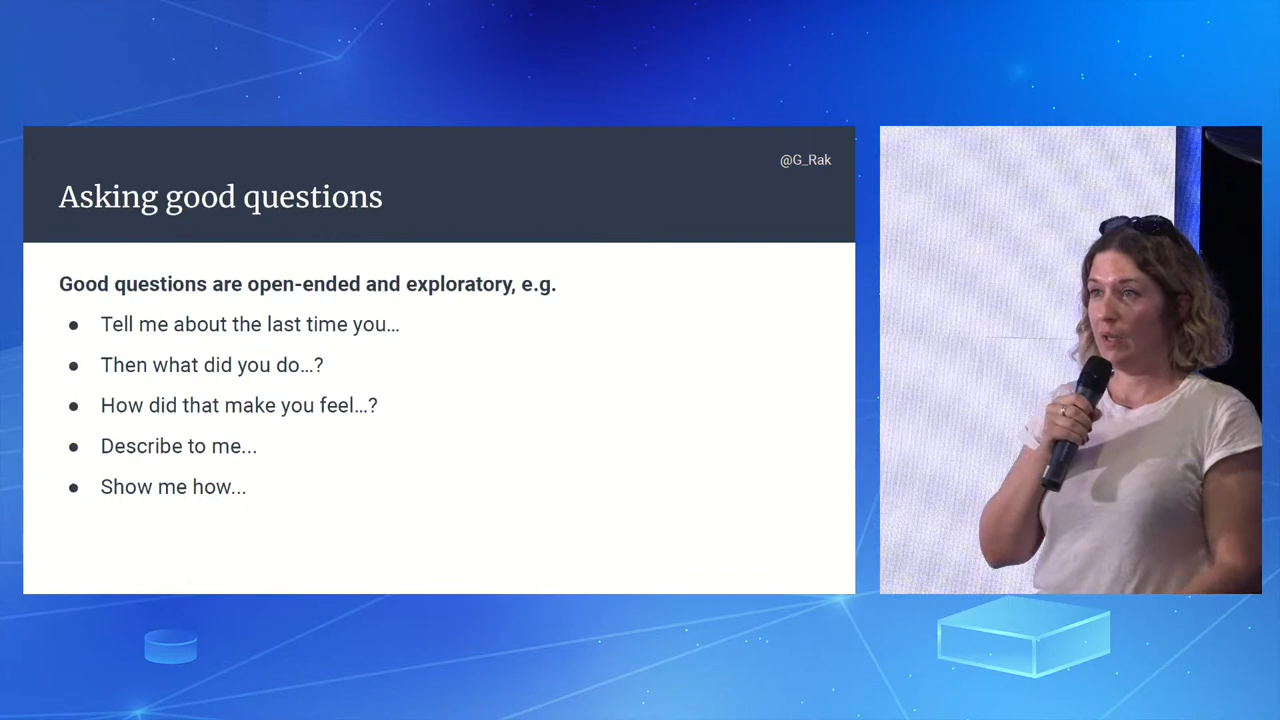 @G_Rak
Asking good questions
Good questions are open-ended and exploratory, e.g.
● Tell me about the last time you...
● Then what did you do...?
● How did that make you feel...?
● Describe to me...
● Show me how...